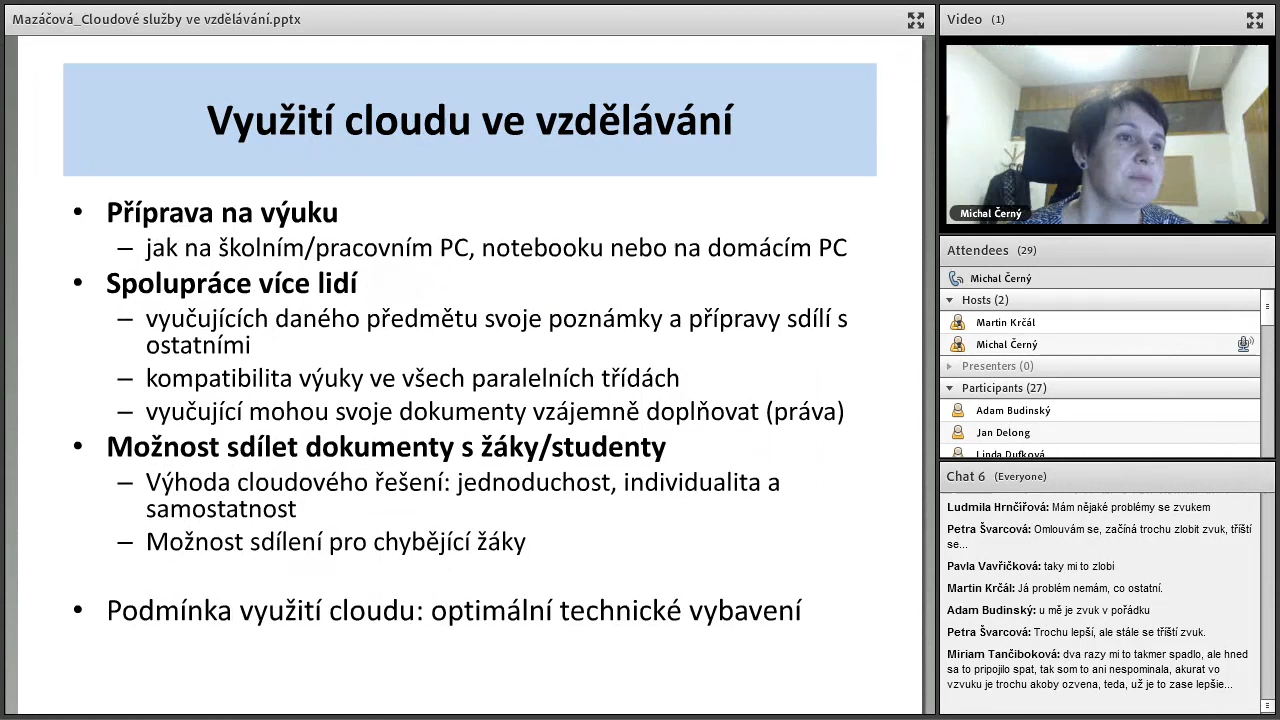 Mazáčová_Cloudové služby ve vzdělávání.pptx
Využití cloudu ve vzdělávání
• Příprava na výuku
– jak na školním/pracovním PC, notebooku nebo na domácím PC
• Spolupráce více lidí
– vyučujících daného předmětu svoje poznámky a přípravy sdílí s
ostatními
– kompatibilita výuky ve všech paralelních třídách
– vyučující mohou svoje dokumenty vzájemně doplňovat (práva)
• Možnost sdílet dokumenty s žáky/studenty
– Výhoda cloudového řešení: jednoduchost, individualita a
samostatnost
– Možnost sdílení pro chybějící žáky
• Podmínka využití cloudu: optimální technické vybavení
Video (1)
Michal Černý
Attendees (29)
Michal Černý
Hosts (2)
Martin Krčál
Michal Černý
Presenters (0)
Participants (27)
Adam Budinský
Jan Delong
Linda Dufková
Chat 6 (Everyone)
Ludmila Hrnčířová: Mám nějaké problémy se zvukem
Petra Švarcová: Omlouvám se, začíná trochu zlobit zvuk, tříští
se...
Pavla Vavřičková: taky mi to zlobi
Martin Krčál: Já problém nemám, co ostatní.
Adam Budinský: u mě je zvuk v pořádku
Petra Švarcová: Trochu lepší, ale stále se tříští zvuk.
Miriam Tančiboková: dva razy mi to takmer spadlo, ale hned
sa to pripojilo spat, tak som to ani nespominala, akurat vo
vzvuku je trochu akoby ozvena, teda, už je to zase lepšie...